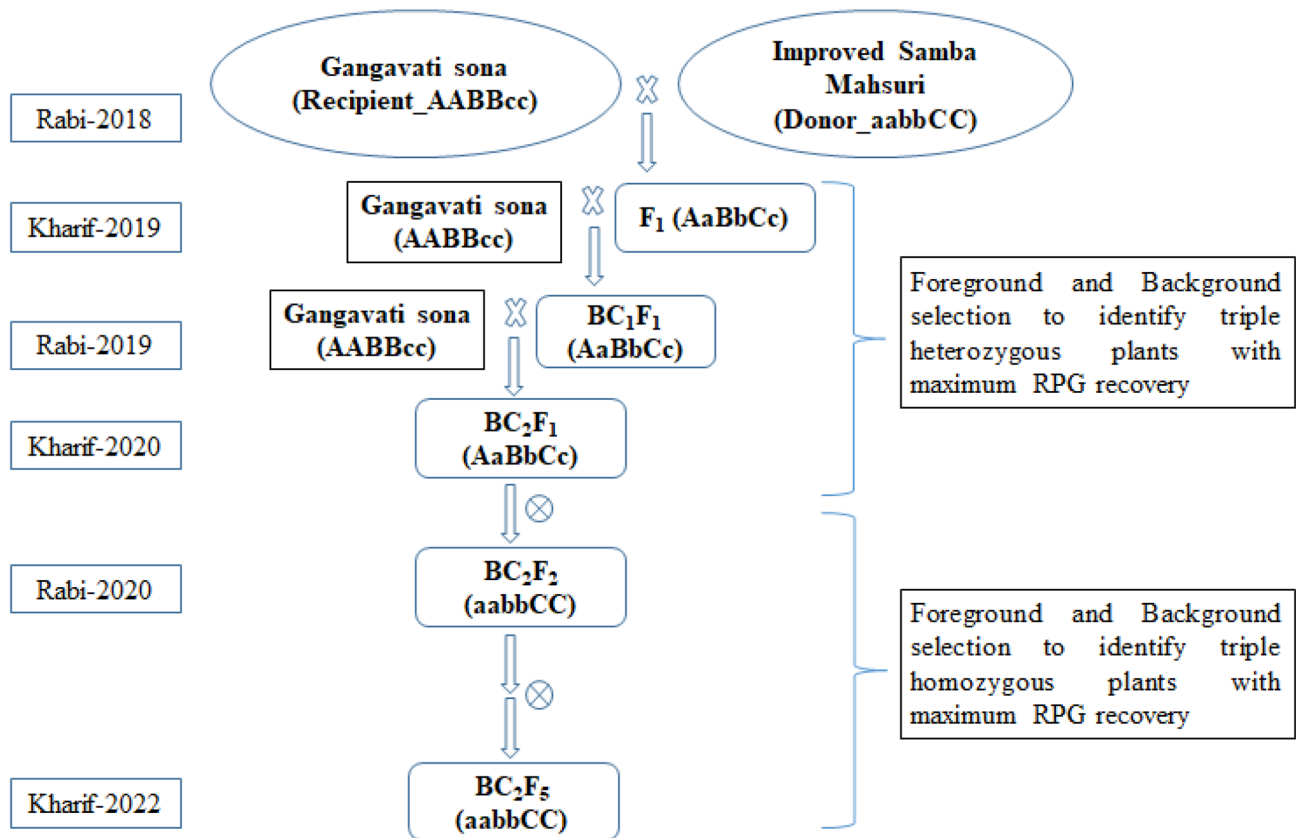 Rabi-2018
Gangavati sona
(Recipient_AABBcc)
Improved Samba
Mahsuri
(Donor_aabbCC)
Kharif-2019
Gangavati sona
(AABBcc)
F₁ (AaBbCc)
Rabi-2019
Gangavati sona
(AABBcc)
BC₁F₁
(AaBbCc)
Foreground and Background
selection to identify triple
heterozygous plants with
maximum RPG recovery
Kharif-2020
BC₂F₁
(AaBbCc)
Rabi-2020
BC₂F₂
(aabbCC)
Foreground and Background
selection to identify triple
homozygous plants with
maximum RPG recovery
Kharif-2022
BC₂F₅
(aabbCC)